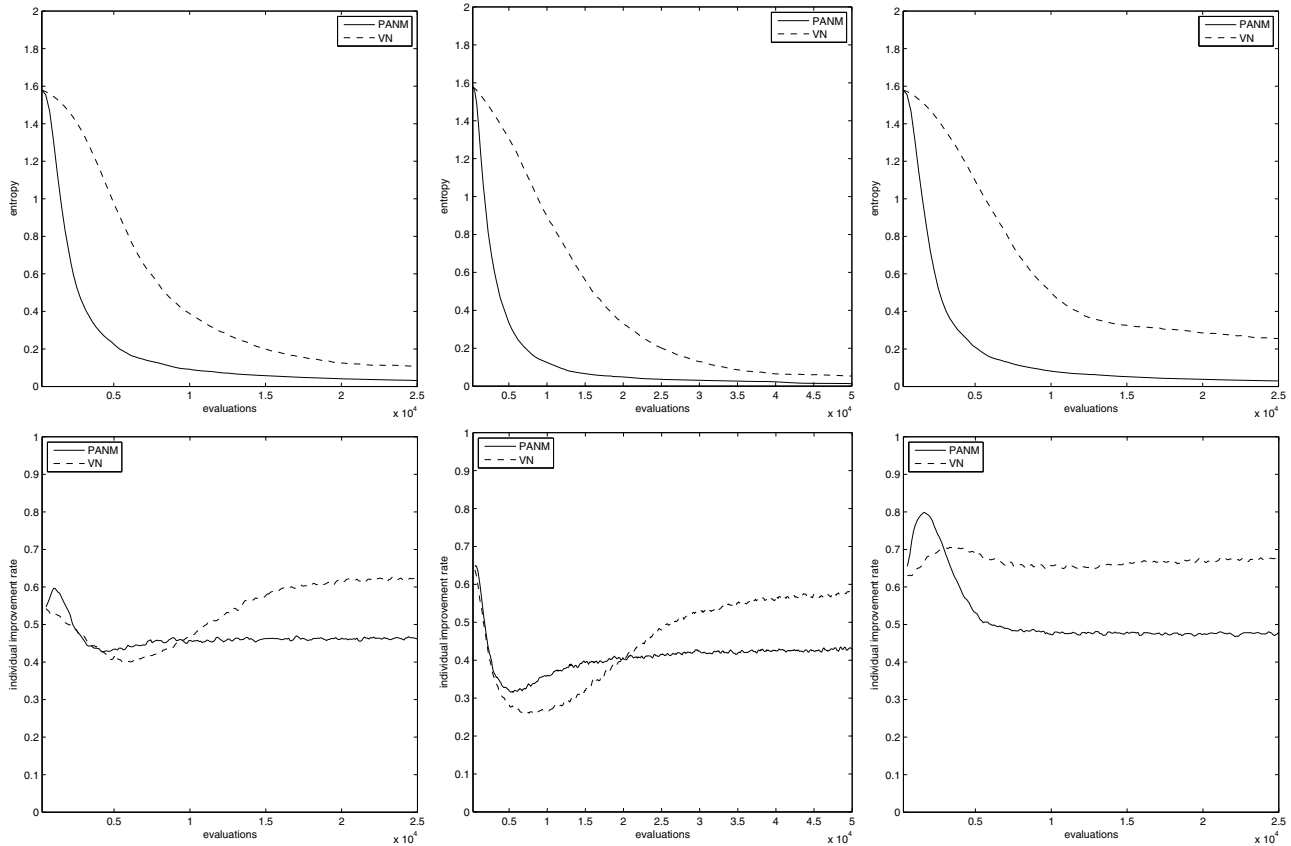 2
1.8
1.6
1.4
1.2
1
0.8
0.6
0.4
0.2
0
entropy
PANM
VN
0.5 1 1.5 2 2.5
evaluations
x 10^4
2
1.8
1.6
1.4
1.2
1
0.8
0.6
0.4
0.2
0
entropy
PANM
VN
0.5 1 1.5 2 2.5 3 3.5 4 4.5 5
evaluations
x 10^4
2
1.8
1.6
1.4
1.2
1
0.8
0.6
0.4
0.2
0
entropy
PANM
VN
0.5 1 1.5 2 2.5
evaluations
x 10^4
1
0.9
0.8
0.7
0.6
0.5
0.4
0.3
0.2
0.1
0
individual improvement rate
PANM
VN
0.5 1 1.5 2 2.5
evaluations
x 10^4
1
0.9
0.8
0.7
0.6
0.5
0.4
0.3
0.2
0.1
0
individual improvement rate
PANM
VN
0.5 1 1.5 2 2.5 3 3.5 4 4.5 5
evaluations
x 10^4
1
0.9
0.8
0.7
0.6
0.5
0.4
0.3
0.2
0.1
0
individual improvement rate
PANM
VN
0.5 1 1.5 2 2.5
evaluations
x 10^4